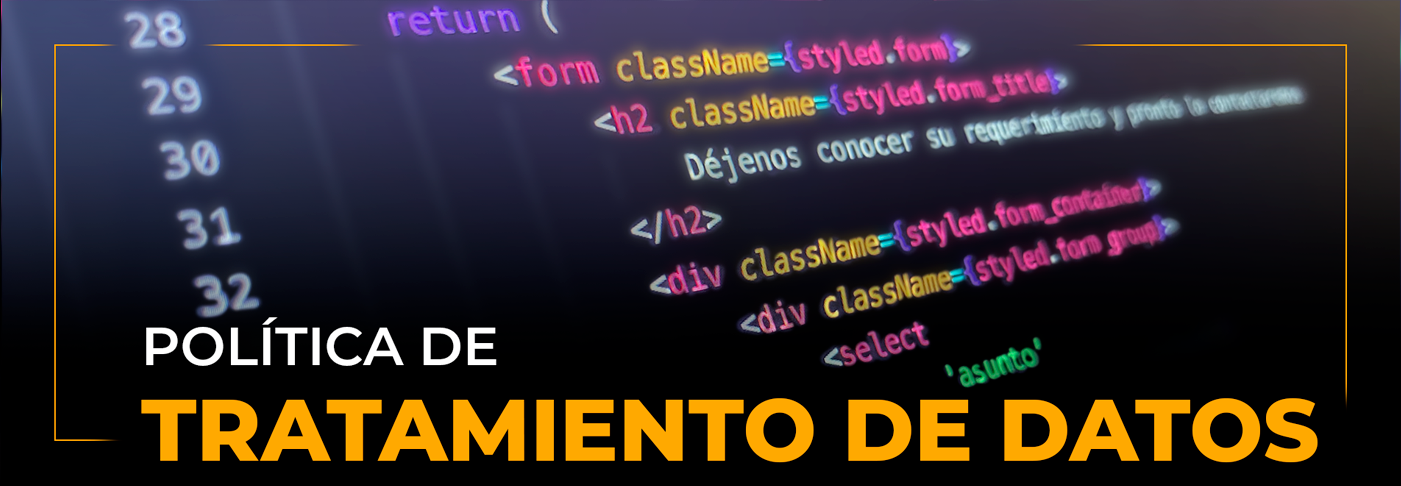 28 return (
29 <form className={styled.form}>
30 <h2 className={styled.form_title}>
Déjenos conocer su requerimiento y pronto lo contactaremos
31 </h2>
32 <div className={styled.form_container}>
<div className={styled.form_group}>
<select
'asunto'
POLÍTICA DE
TRATAMIENTO DE DATOS